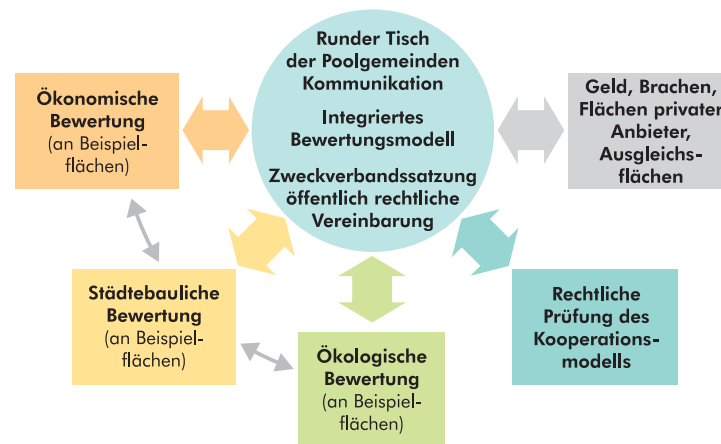 Runder Tisch
der Poolgemeinden
Kommunikation
Integriertes
Bewertungsmodell
Zweckverbandssatzung
öffentlich rechtliche
Vereinbarung
Ökonomische
Bewertung
(an Beispiel-
flächen)
Geld, Brachen,
Flächen privater
Anbieter,
Ausgleichs-
flächen
Städtebauliche
Bewertung
(an Beispiel-
flächen)
Ökologische
Bewertung
(an Beispiel-
flächen)
Rechtliche
Prüfung des
Kooperations-
modells